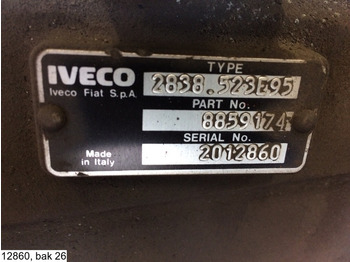 TYPE
IVECO
2838.523E95
Iveco Fiat S.p.A.
PART No.
8859174
SERIAL No.
Made
in Italy
2012860
12860, bak 26